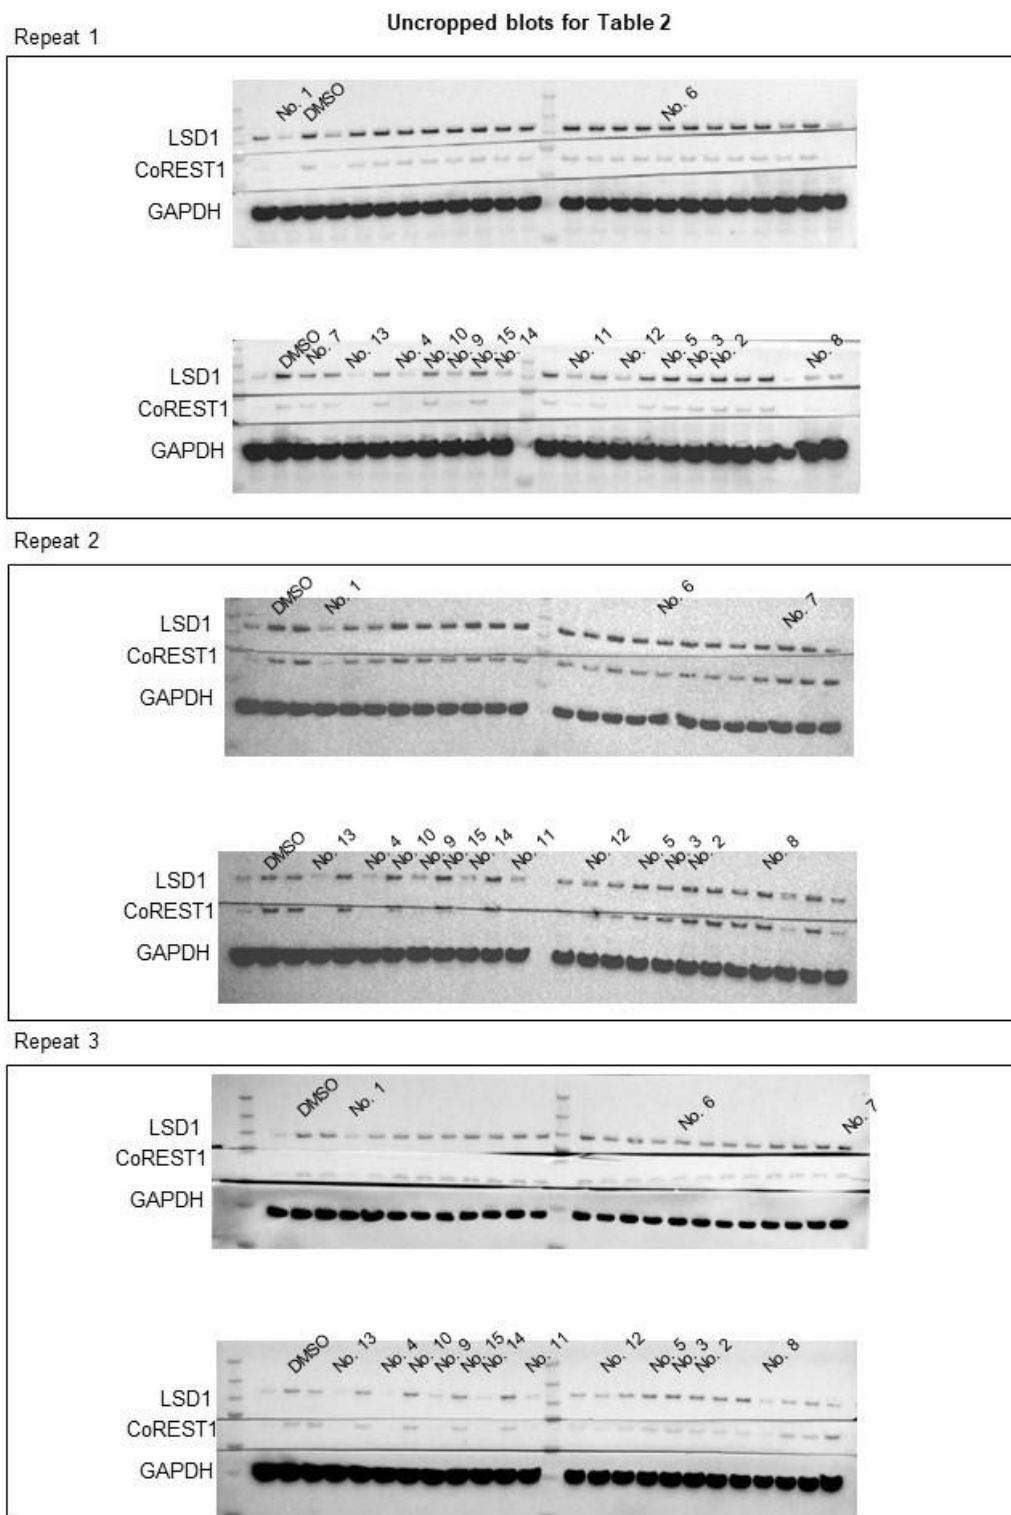 Uncropped blots for Table 2
Repeat 1
No. 1 DMSO No. 6
LSD1
CoREST1
GAPDH
DMSO No. 7 No. 13 No. 4 No. 10 No. 9 No. 15 No. 14 No. 11 No. 12 No. 5 No. 3 No. 2 No. 8
LSD1
CoREST1
GAPDH
Repeat 2
DMSO No. 1 No. 6 No. 7
LSD1
CoREST1
GAPDH
DMSO No. 13 No. 4 No. 10 No. 9 No. 15 No. 14 No. 11 No. 12 No. 5 No. 3 No. 2 No. 8
LSD1
CoREST1
GAPDH
Repeat 3
DMSO No. 1 No. 6 No. 7
LSD1
CoREST1
GAPDH
DMSO No. 13 No. 4 No. 10 No. 9 No. 15 No. 14 No. 11 No. 12 No. 5 No. 3 No. 2 No. 8
LSD1
CoREST1
GAPDH